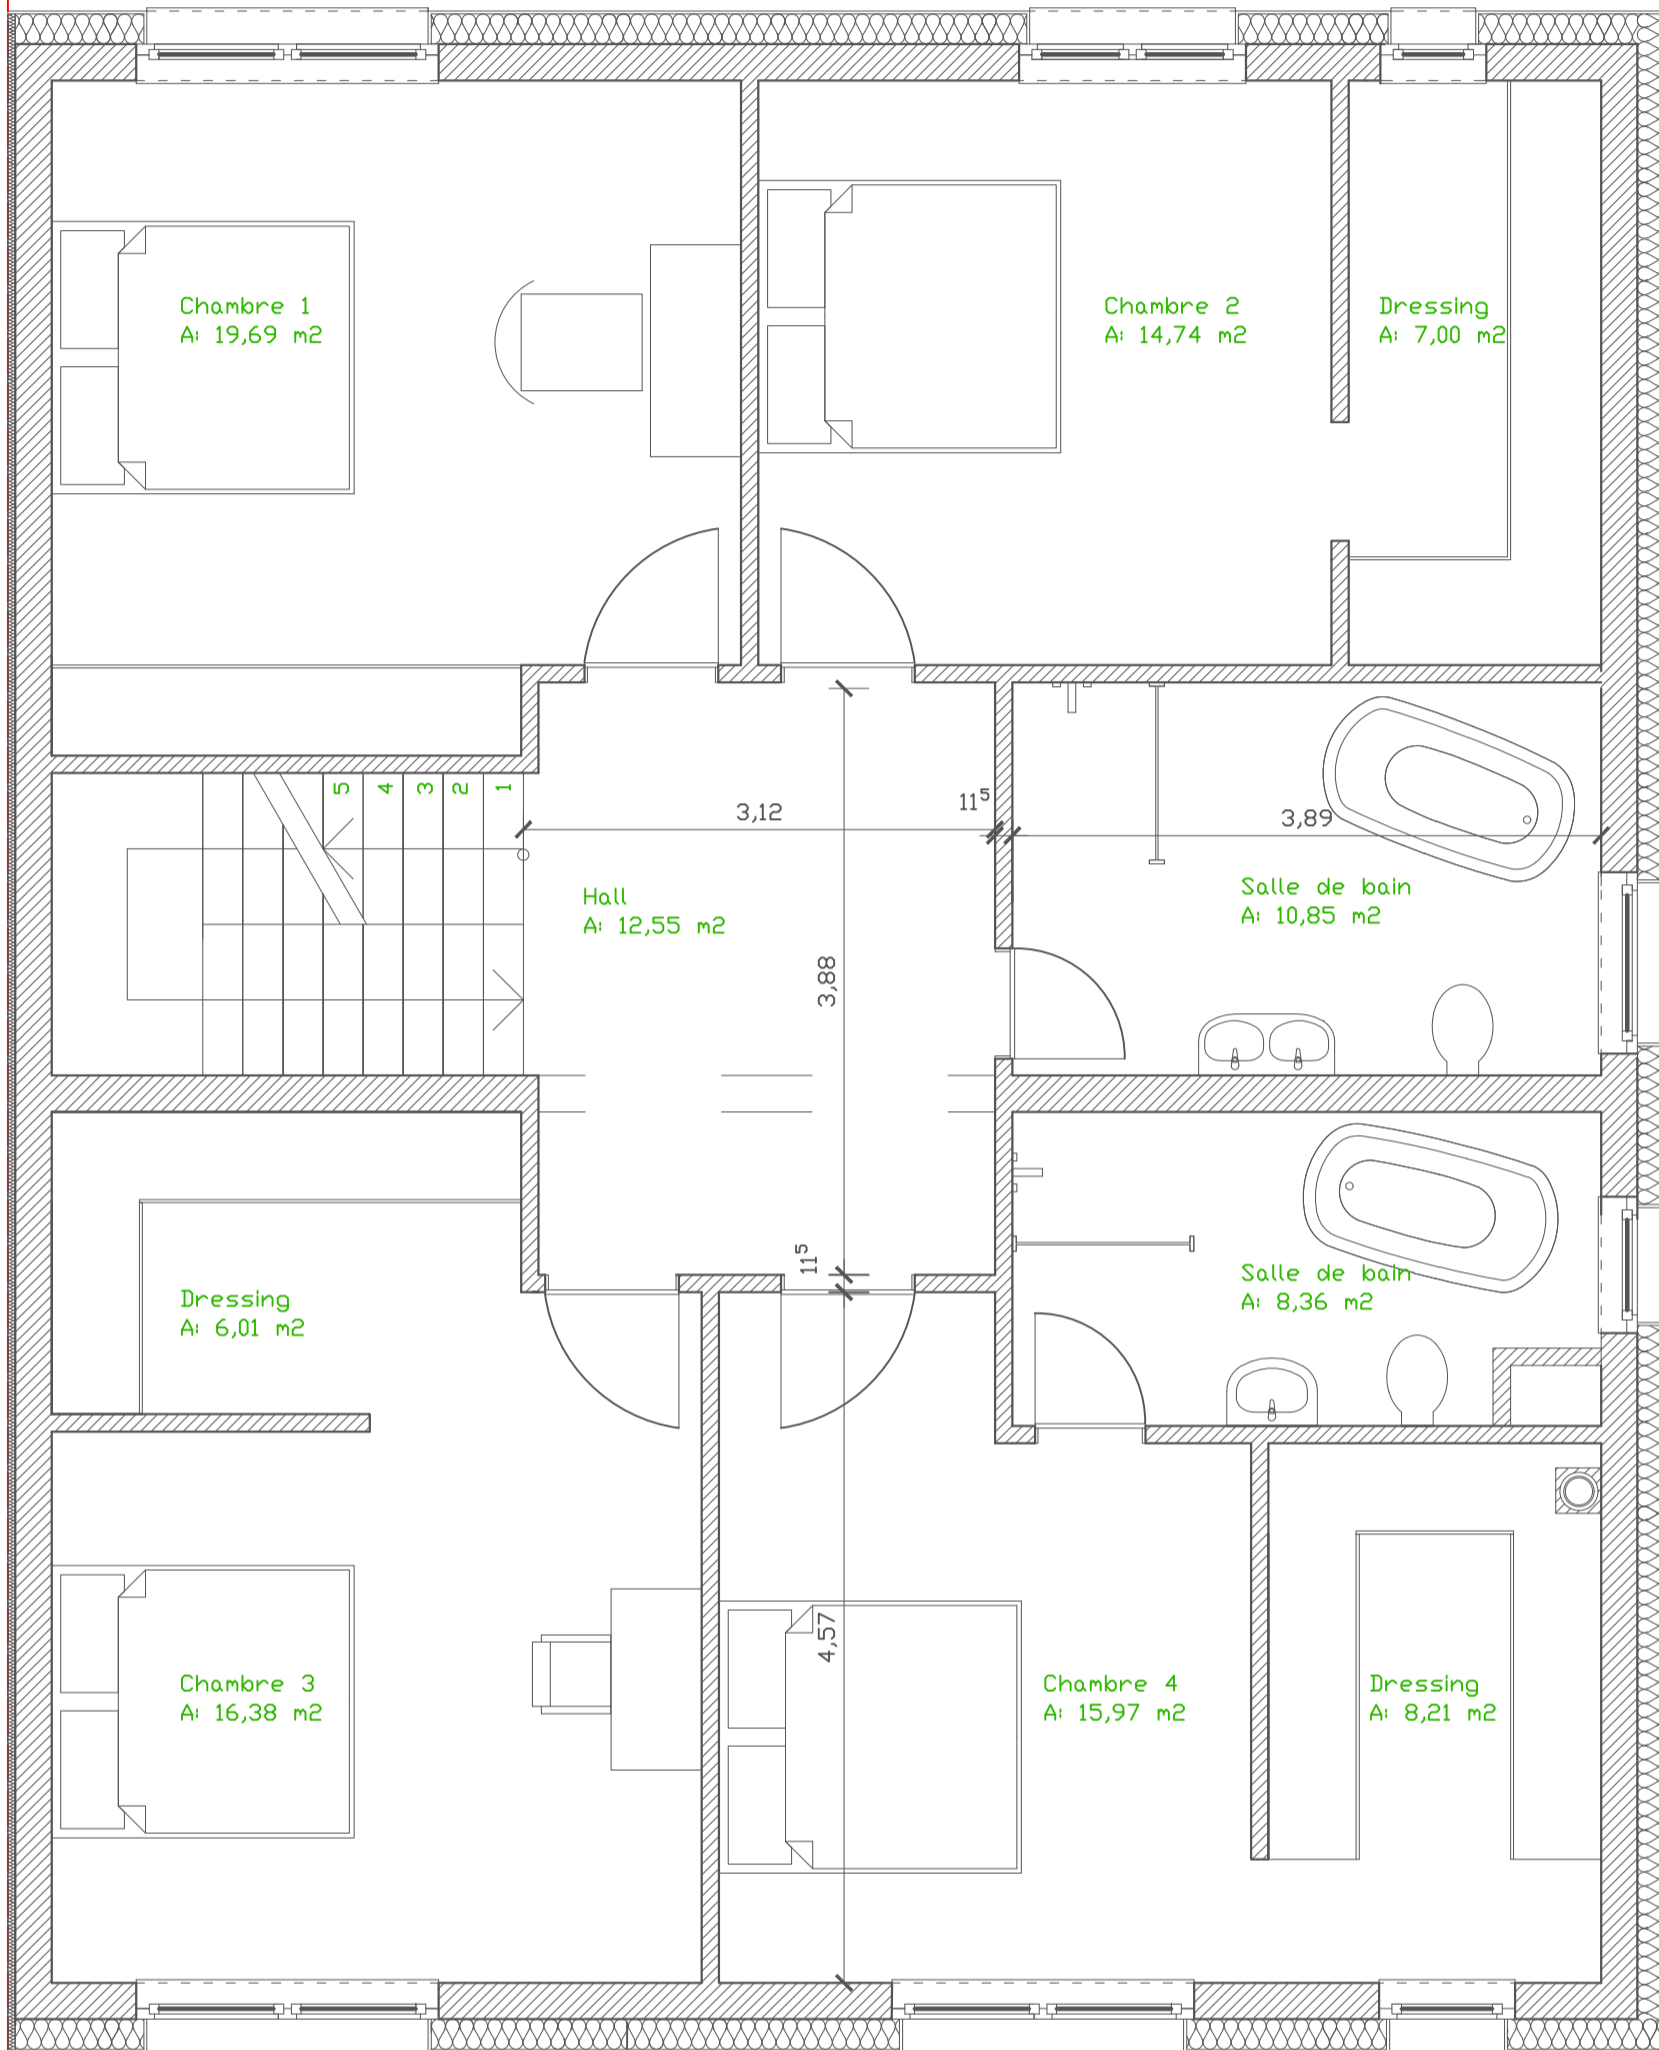 Chambre 1
A: 19,69 m2
Chambre 2
A: 14,74 m2
Dressing
A: 7,00 m2
5 4 3 2 1
3,12
11⁵
3,89
Hall
A: 12,55 m2
Salle de bain
A: 10,85 m2
3,88
11⁵
Salle de bain
A: 8,36 m2
Dressing
A: 6,01 m2
4,57
Chambre 3
A: 16,38 m2
Chambre 4
A: 15,97 m2
Dressing
A: 8,21 m2